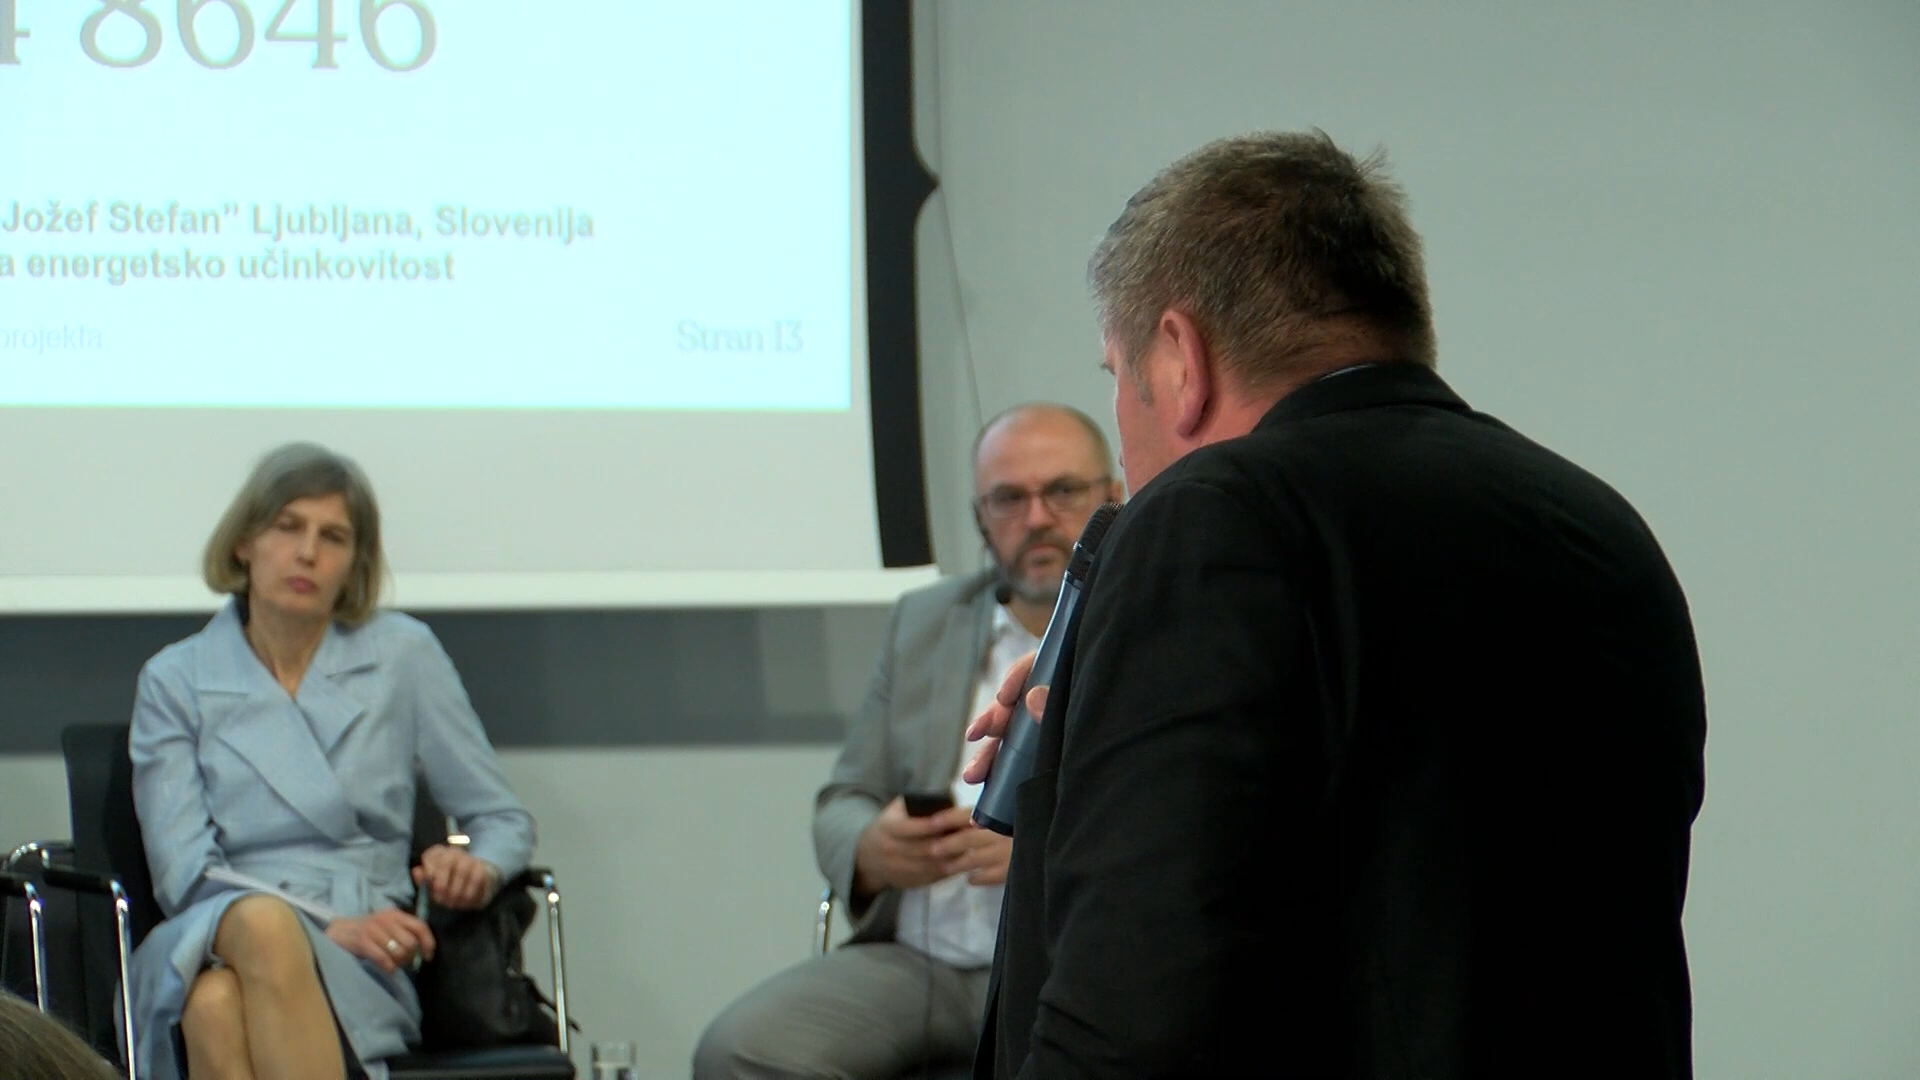 4 8646
Jožef Stefan” Ljubljana, Slovenija
a energetsko učinkovitost
projekta
Stran 13